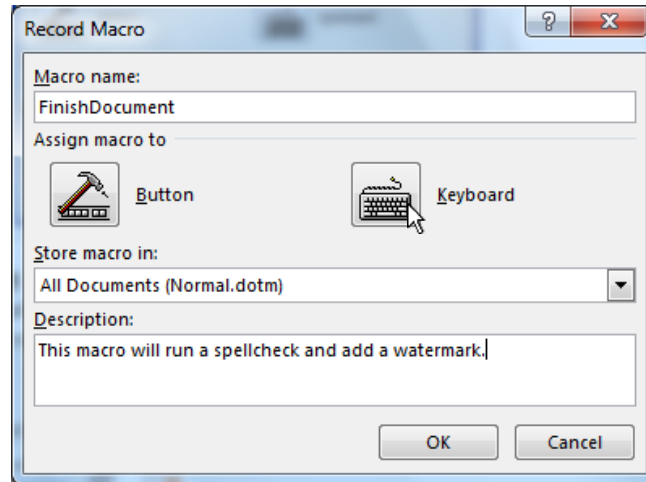 Record Macro
Macro name:
FinishDocument
Assign macro to
Button
Keyboard
Store macro in:
All Documents (Normal.dotm)
Description:
This macro will run a spellcheck and add a watermark.
OK
Cancel